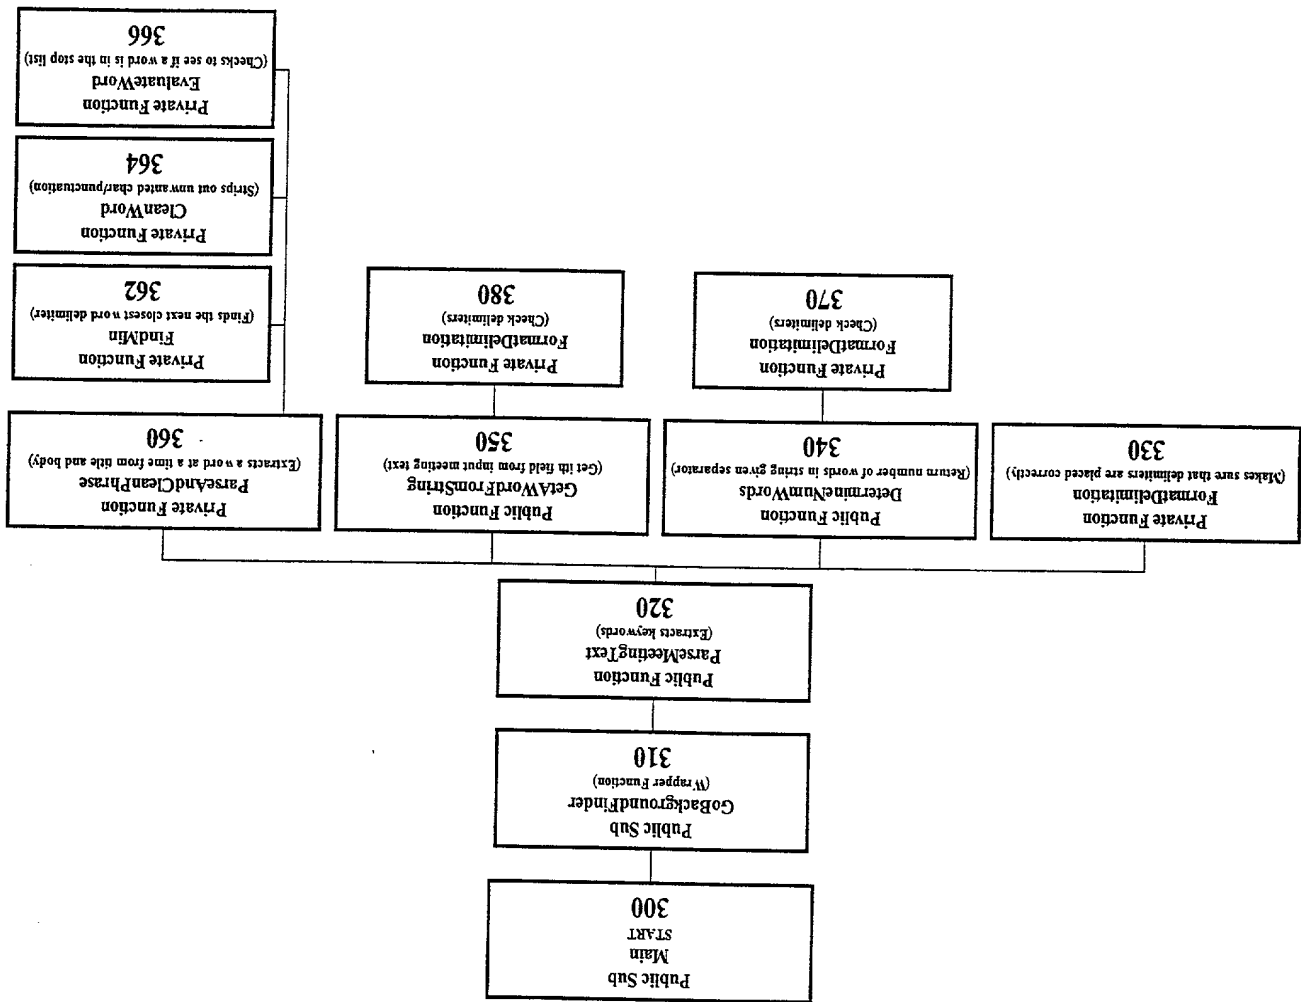 Public Sub
Main
START
300
Public Sub
GoBackgroundFinder
(Wrapper Function)
310
Public Function
ParseMeetingText
(Extracts keywords)
320
Private Function
FormatDelimitation
(Makes sure that delimiters are placed correctly)
330
Public Function
DetermineNumWords
(Return number of words in string given separator)
340
Public Function
GetAWordFromString
(Get ith field from input meeting text)
350
Private Function
ParseAndCleanPhrase
(Extracts a word at a time from title and body)
360
Private Function
FormatDelimitation
(Check delimiters)
370
Private Function
FormatDelimitation
(Check delimiters)
380
Private Function
FindMin
(Finds the next closest word delimiter)
362
Private Function
CleanWord
(Strips out unwanted char/punctuation)
364
Private Function
EvaluateWord
(Checks to see if a word is in the stop list)
366